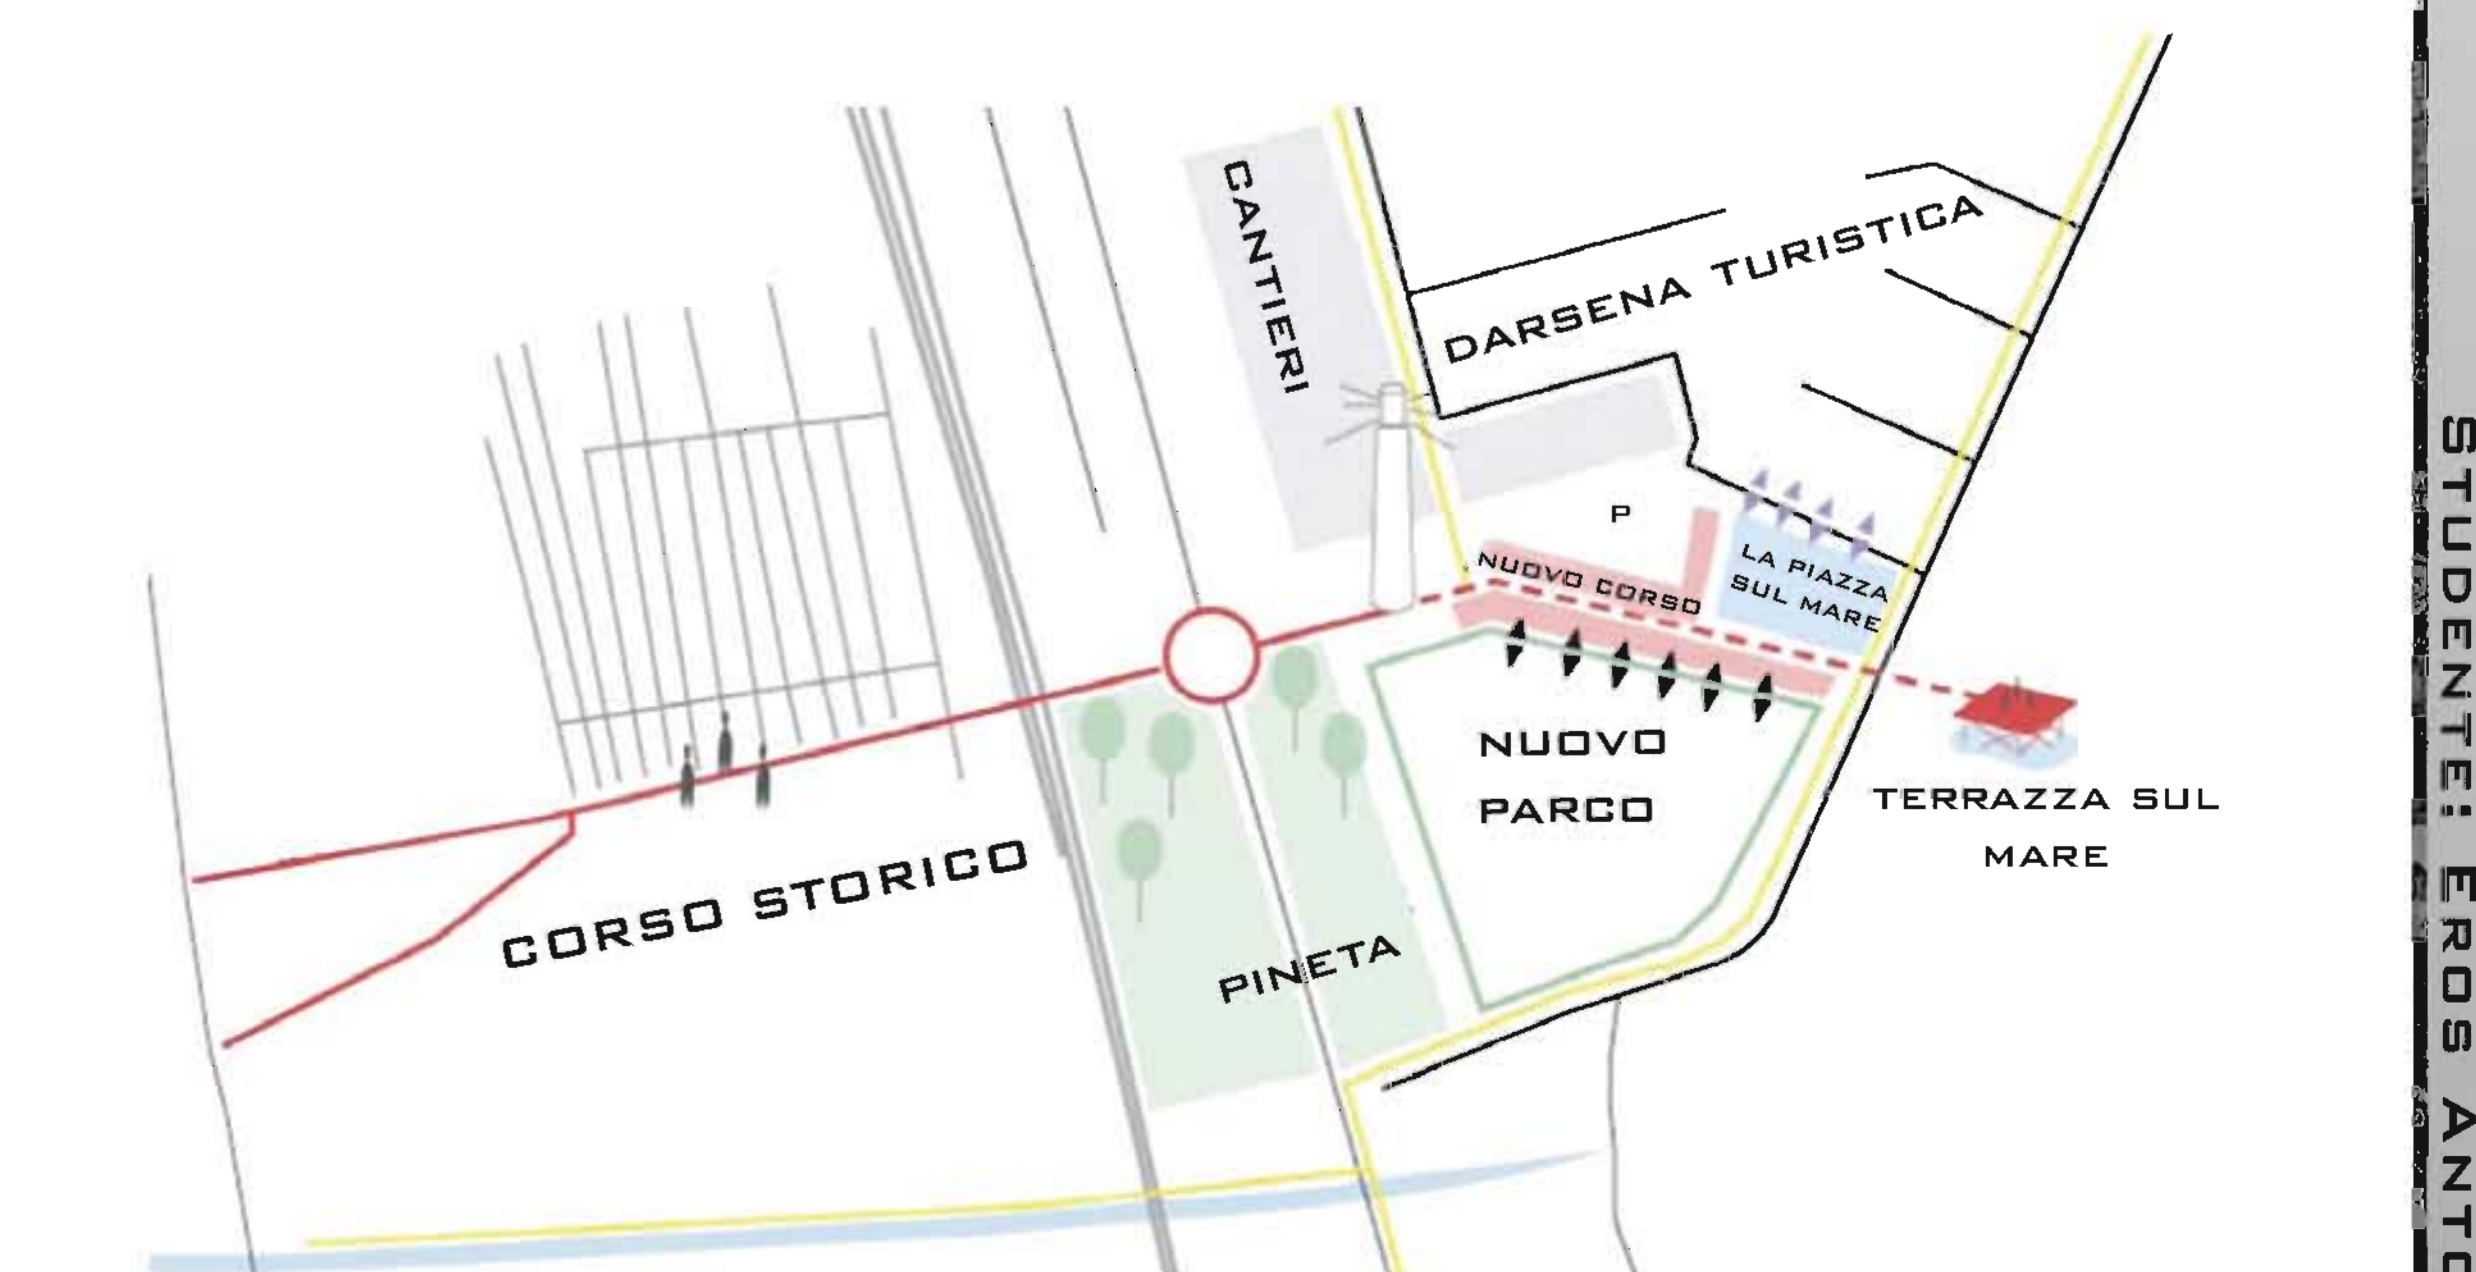 CANTIERI
DARSENA TURISTICA
P
NUOVO CORSO
LA PIAZZA
SUL MARE
NUOVO
PARCO
TERRAZZA SUL
MARE
CORSO STORICO
PINETA
STUDENTE: EROS ANTO